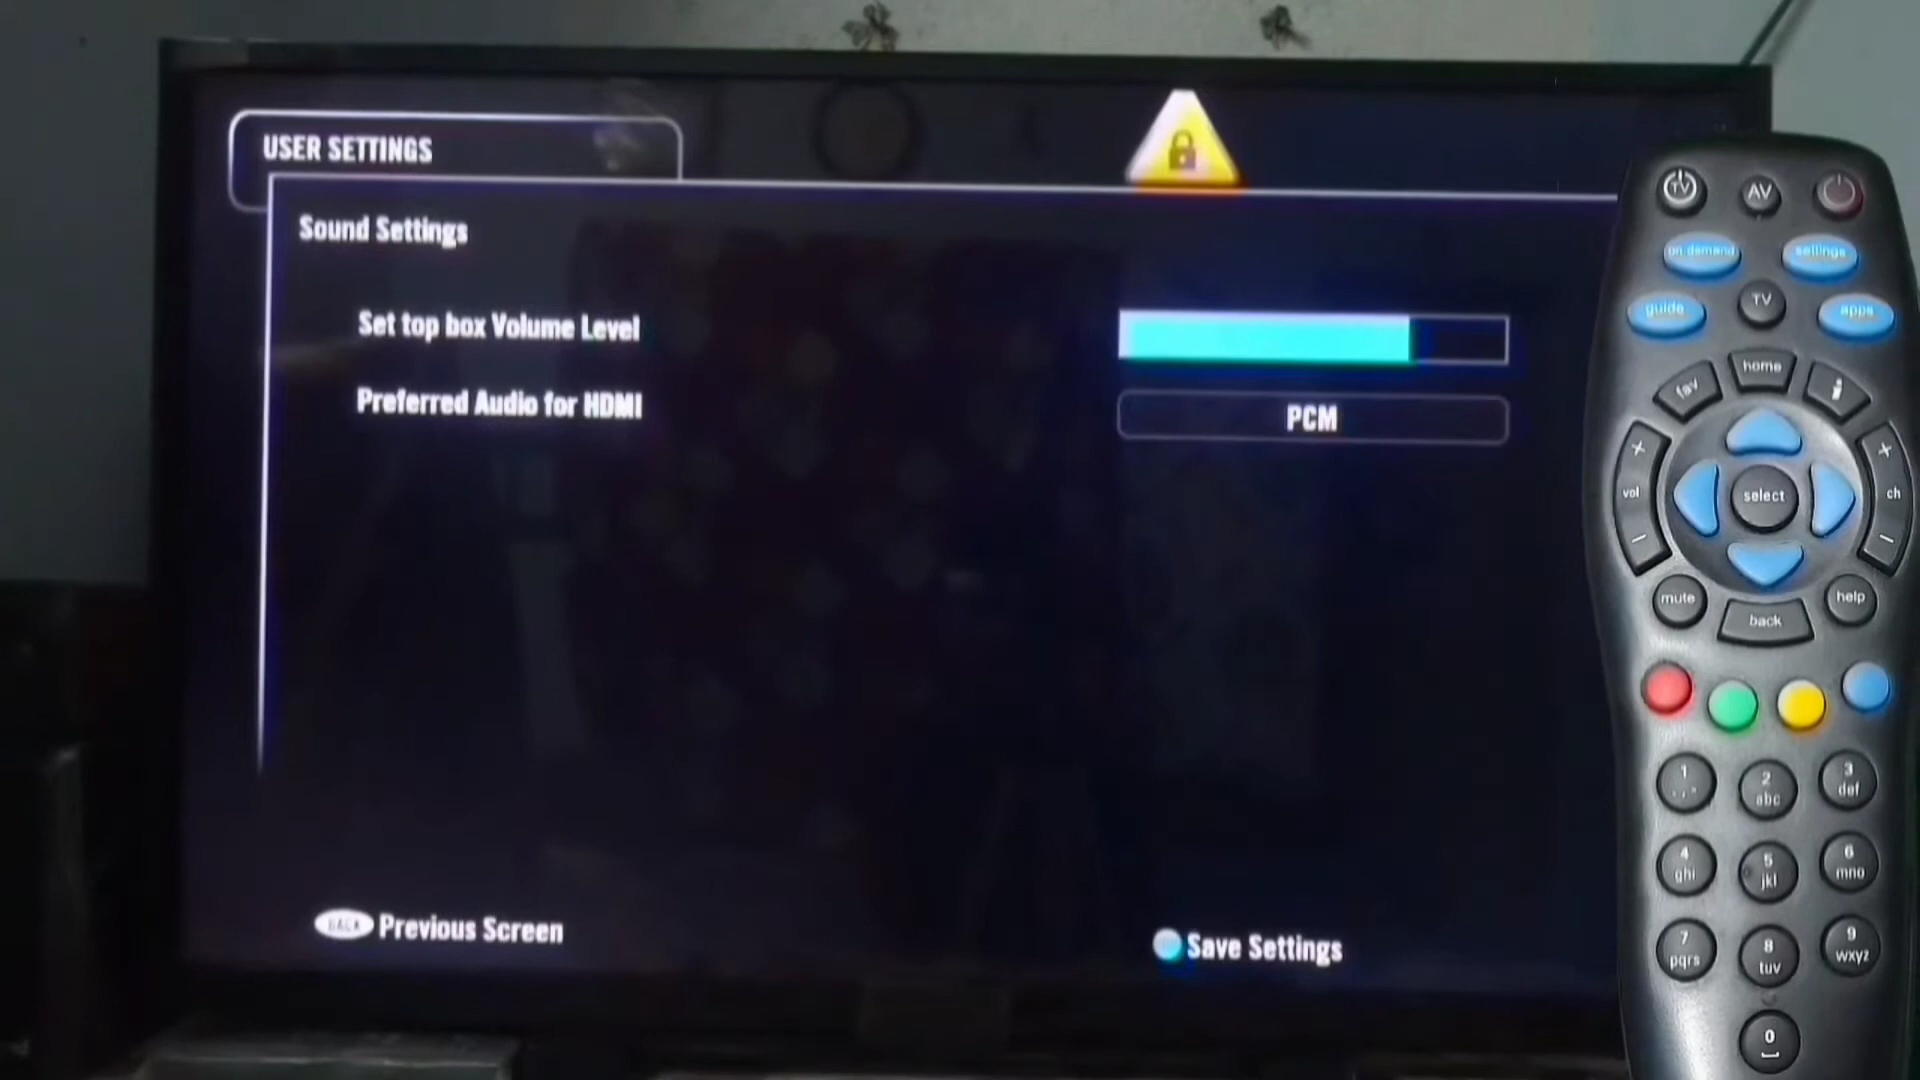 USER SETTINGS
Sound Settings
Set top box Volume Level
Preferred Audio for HDMI
PCM
BACK Previous Screen
Save Settings
TV
AV
on demand
settings
guide
TV
apps
fav
home
i
+
vol
-
select
+
ch
-
mute
help
back
1
. , -
2
abc
3
def
4
ghi
5
jkl
6
mno
7
pqrs
8
tuv
9
wxyz
0